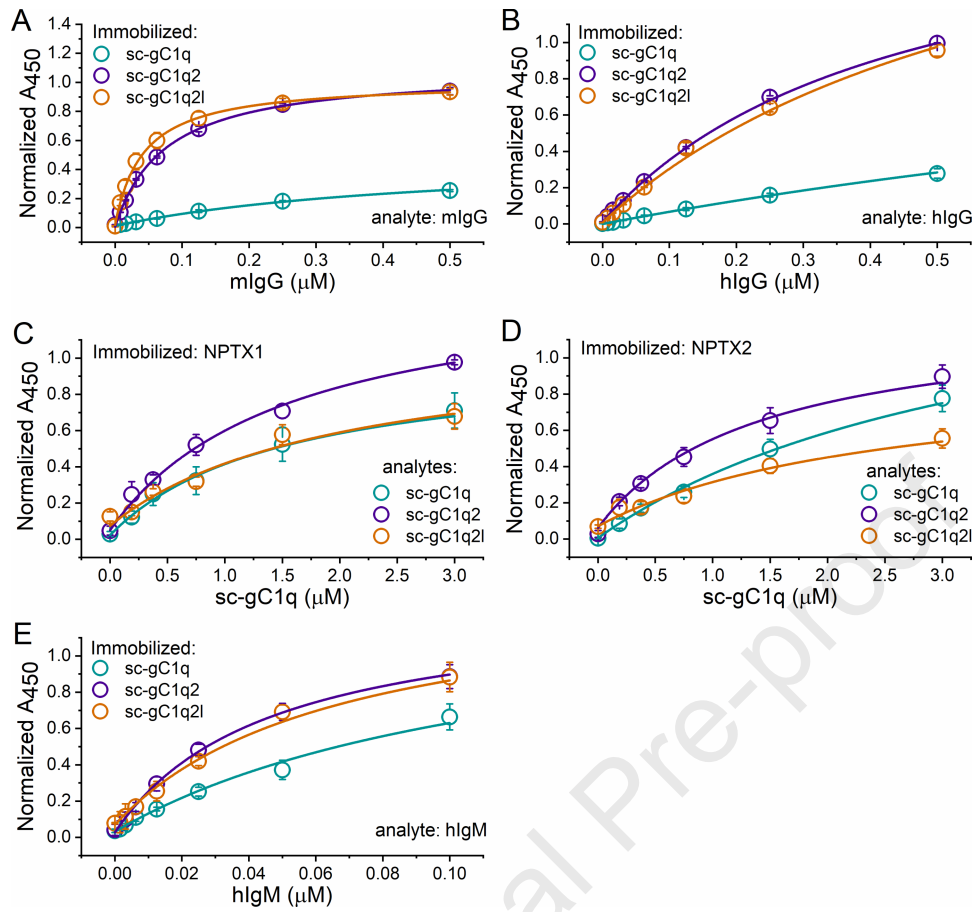 A
Normalized A450
1.4
1.2
1.0
0.8
0.6
0.4
0.2
0.0
Immobilized:
sc-gC1q
sc-gC1q2
sc-gC1q2l
analyte: mIgG
0.0 0.1 0.2 0.3 0.4 0.5
mIgG (μM)
B
Normalized A450
1.0
0.8
0.6
0.4
0.2
0.0
Immobilized:
sc-gC1q
sc-gC1q2
sc-gC1q2l
analyte: hIgG
0.0 0.1 0.2 0.3 0.4 0.5
hIgG (μM)
C
Normalized A450
1.0
0.8
0.6
0.4
0.2
0.0
Immobilized: NPTX1
analytes:
sc-gC1q
sc-gC1q2
sc-gC1q2l
0.0 0.5 1.0 1.5 2.0 2.5 3.0
sc-gC1q (μM)
D
Normalized A450
1.0
0.8
0.6
0.4
0.2
0.0
Immobilized: NPTX2
analytes:
sc-gC1q
sc-gC1q2
sc-gC1q2l
0.0 0.5 1.0 1.5 2.0 2.5 3.0
sc-gC1q (μM)
E
Normalized A450
1.0
0.8
0.6
0.4
0.2
0.0
Immobilized:
sc-gC1q
sc-gC1q2
sc-gC1q2l
analyte: hIgM
0.00 0.02 0.04 0.06 0.08 0.10
hIgM (μM)
al Pre-proof